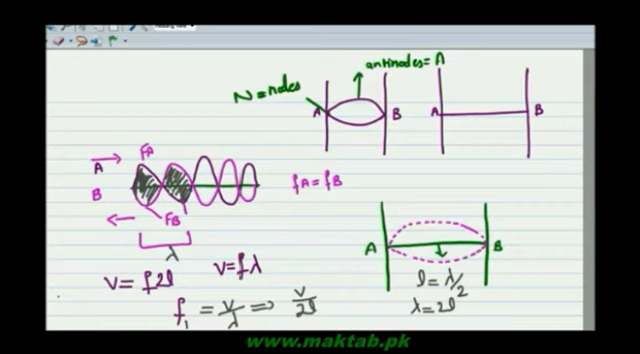 antinodes = A
N = nodes
A B A B
A FA
B
FB
fA = fB
λ
A B
V = f2l V = fλ
l = λ/2
f₁ = V/λ ⇒ V/2l
λ = 2l
www.maktab.pk